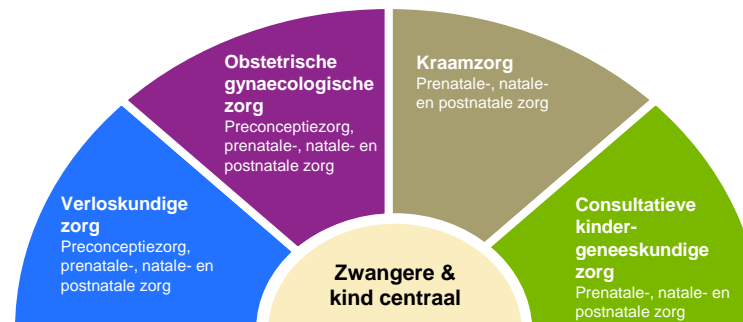 Obstetrische
gynaecologische
zorg
Preconceptiezorg,
prenatale-, natale- en
postnatale zorg
Kraamzorg
Prenatale-, natale-
en postnatale zorg
Verloskundige
zorg
Preconceptiezorg,
prenatale-, natale- en
postnatale zorg
Consultatieve
kinder-
geneeskundige
zorg
Prenatale-, natale- en
postnatale zorg
Zwangere &
kind centraal